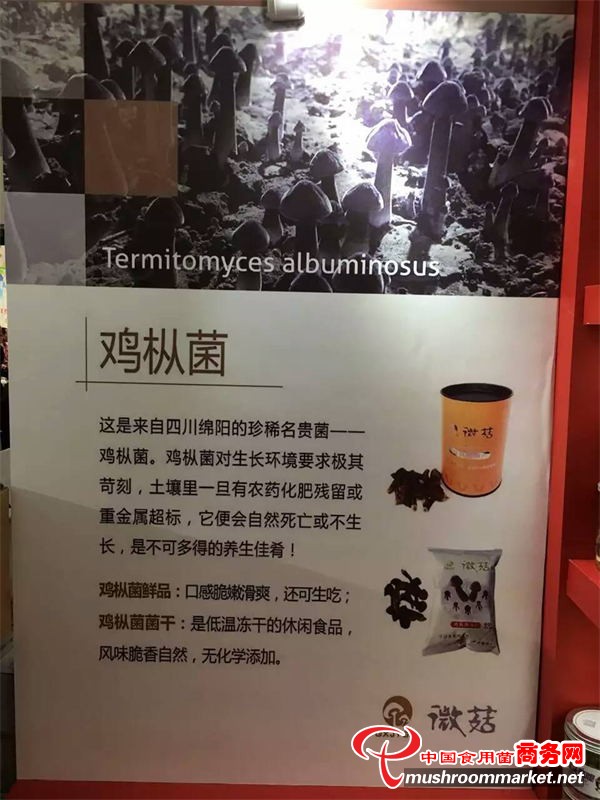 Termitomyces albuminosus
鸡枞菌
这是来自四川绵阳的珍稀名贵菌——
鸡枞菌。鸡枞菌对生长环境要求极其
苛刻，土壤里一旦有农药化肥残留或
重金属超标，它便会自然死亡或不生
长，是不可多得的养生佳肴！
鸡枞菌鲜品：口感脆嫩滑爽，还可生吃；
鸡枞菌菌干：是低温冻干的休闲食品，
风味脆香自然，无化学添加。
微菇
微菇
微菇
中国食用菌商务网
mushroommarket.net